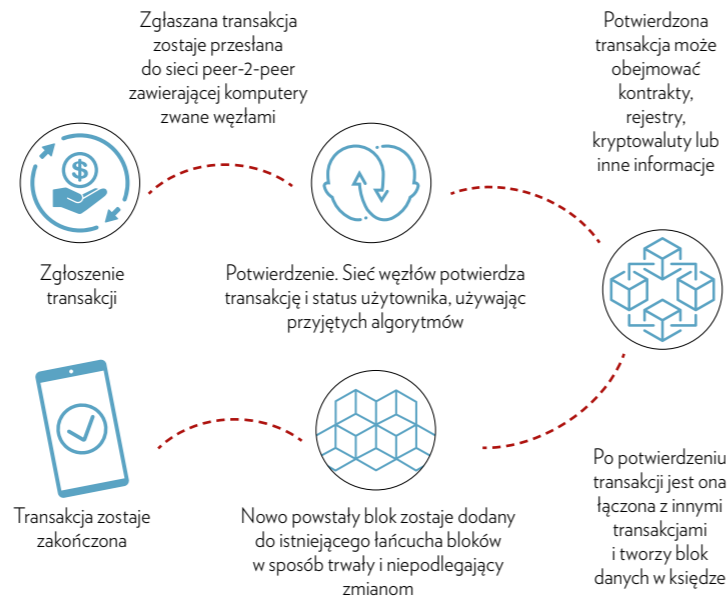 Zgłaszana transakcja
zostaje przesłana
do sieci peer-2-peer
zawierającej komputery
zwane węzłami
Potwierdzona
transakcja może
obejmować
kontrakty,
rejestry,
kryptowaluty lub
inne informacje
$
Zgłoszenie
transakcji
Potwierdzenie. Sieć węzłów potwierdza
transakcję i status użytownika, używając
przyjętych algorytmów
Po potwierdzeniu
transakcji jest ona
łączona z innymi
transakcjami
i tworzy blok
danych w księdze
Nowo powstały blok zostaje dodany
do istniejącego łańcucha bloków
w sposób trwały i niepodlegający
zmianom
Transakcja zostaje
zakończona